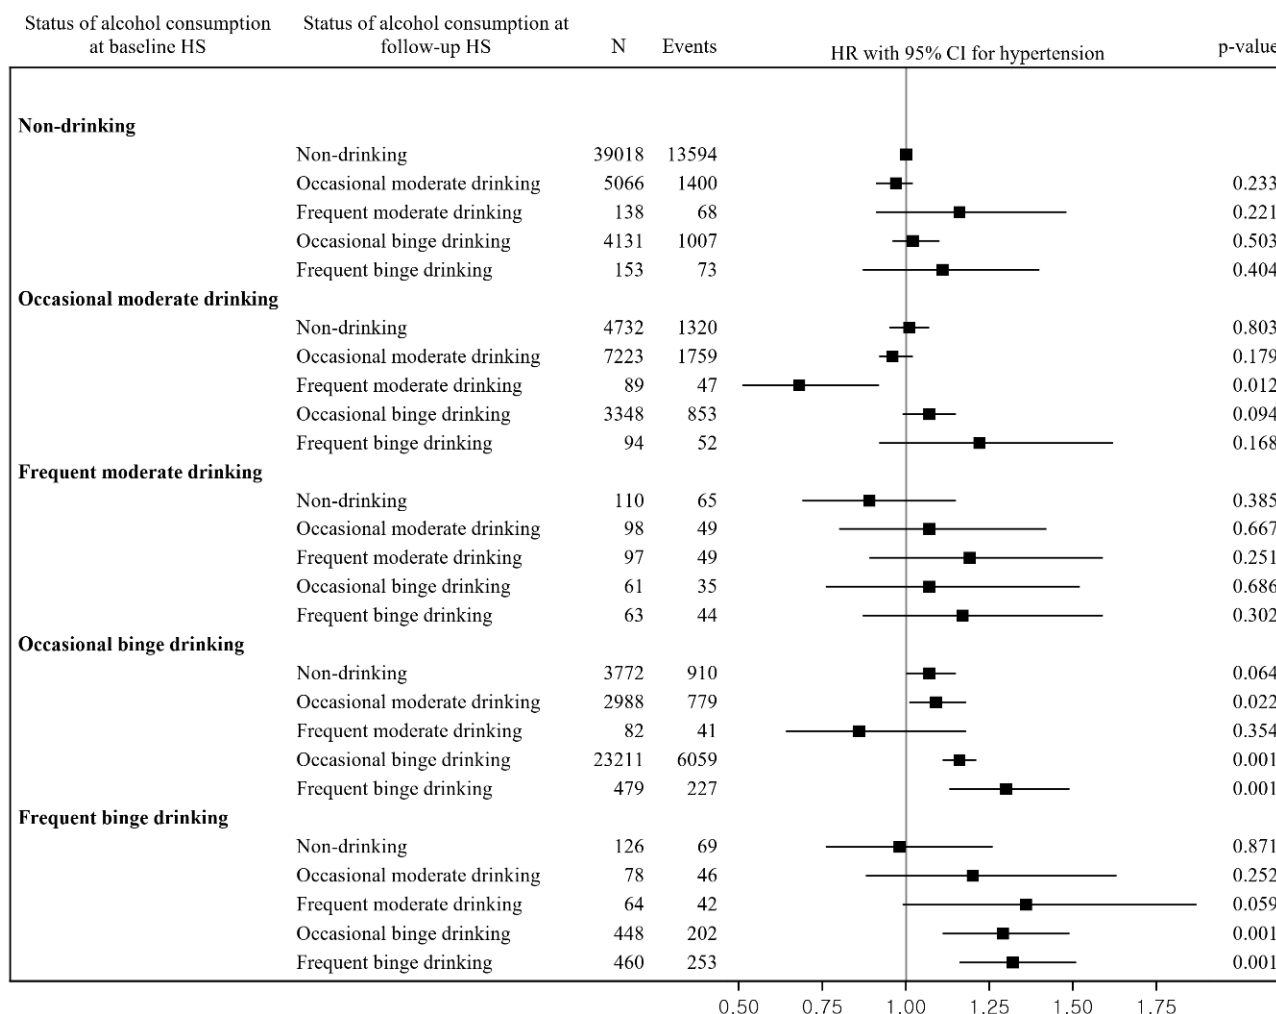 Status of alcohol consumption at baseline HS Status of alcohol consumption at follow-up HS N Events HR with 95% CI for hypertension p-value
Non-drinking
Non-drinking 39018 13594
Occasional moderate drinking 5066 1400 0.233
Frequent moderate drinking 138 68 0.221
Occasional binge drinking 4131 1007 0.503
Frequent binge drinking 153 73 0.404
Occasional moderate drinking
Non-drinking 4732 1320 0.803
Occasional moderate drinking 7223 1759 0.179
Frequent moderate drinking 89 47 0.012
Occasional binge drinking 3348 853 0.094
Frequent binge drinking 94 52 0.168
Frequent moderate drinking
Non-drinking 110 65 0.385
Occasional moderate drinking 98 49 0.667
Frequent moderate drinking 97 49 0.251
Occasional binge drinking 61 35 0.686
Frequent binge drinking 63 44 0.302
Occasional binge drinking
Non-drinking 3772 910 0.064
Occasional moderate drinking 2988 779 0.022
Frequent moderate drinking 82 41 0.354
Occasional binge drinking 23211 6059 0.001
Frequent binge drinking 479 227 0.001
Frequent binge drinking
Non-drinking 126 69 0.871
Occasional moderate drinking 78 46 0.252
Frequent moderate drinking 64 42 0.059
Occasional binge drinking 448 202 0.001
Frequent binge drinking 460 253 0.001
0.50 0.75 1.00 1.25 1.50 1.75